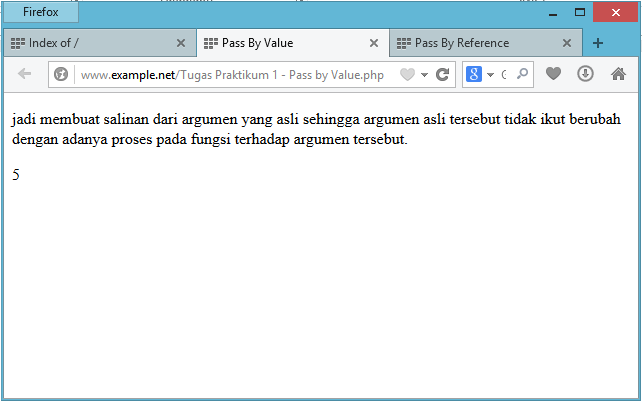 Firefox
Index of /
Pass By Value
Pass By Reference
www.example.net/Tugas Praktikum 1 - Pass by Value.php
jadi membuat salinan dari argumen yang asli sehingga argumen asli tersebut tidak ikut berubah
dengan adanya proses pada fungsi terhadap argumen tersebut.
5